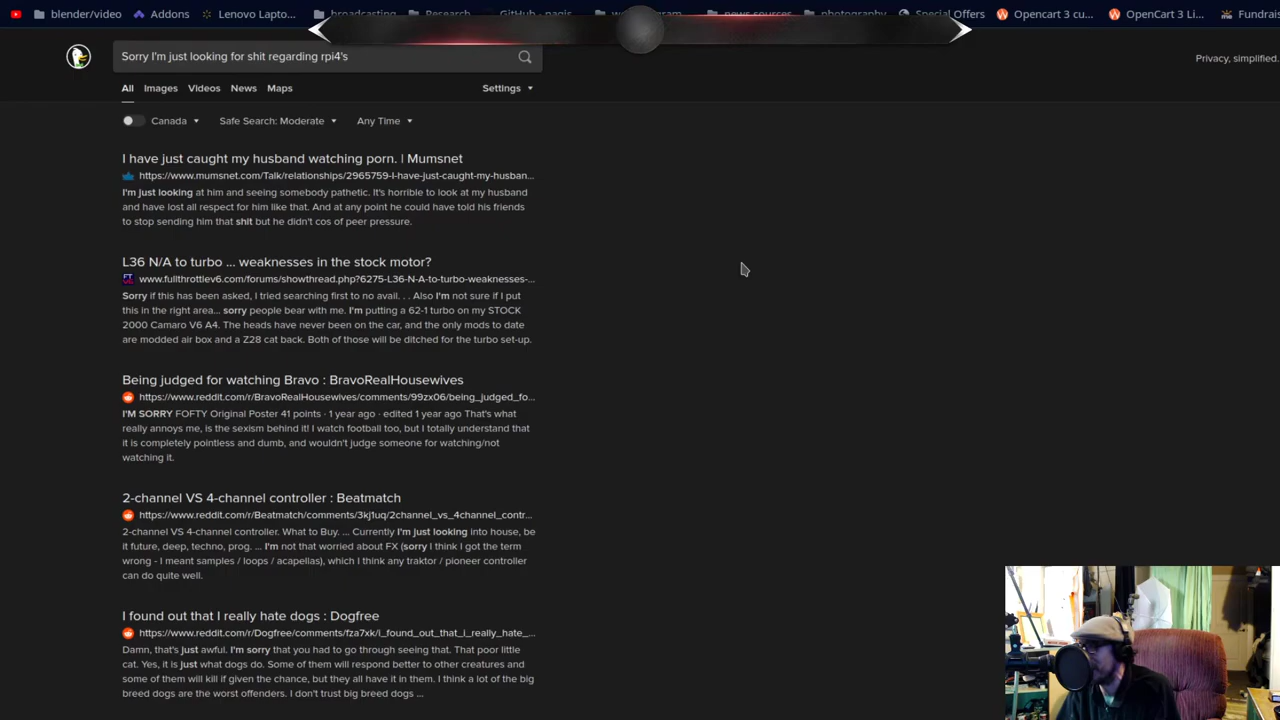 blender/video
Addons
Lenovo Lapto...
broadcasting
Research
GitHub - nagis
news sources
photography
Special Offers
Opencart 3 cu...
OpenCart 3 Li...
Fundrais
Sorry I'm just looking for shit regarding rpi4's
Privacy, simplified.
All
Images
Videos
News
Maps
Settings
Canada
Safe Search: Moderate
Any Time
I have just caught my husband watching porn. | Mumsnet
https://www.mumsnet.com/Talk/relationships/2965759-I-have-just-caught-my-husban...
I'm just looking at him and seeing somebody pathetic. It's horrible to look at my husband
and have lost all respect for him like that. And at any point he could have told his friends
to stop sending him that shit but he didn't cos of peer pressure.
L36 N/A to turbo ... weaknesses in the stock motor?
FT
www.fullthrottlev6.com/forums/showthread.php?6275-L36-N-A-to-turbo-weaknesses-...
Sorry if this has been asked, I tried searching first to no avail. . . Also I'm not sure if I put
this in the right area... sorry people bear with me. I'm putting a 62-1 turbo on my STOCK
2000 Camaro V6 A4. The heads have never been on the car, and the only mods to date
are modded air box and a Z28 cat back. Both of those will be ditched for the turbo set-up.
Being judged for watching Bravo : BravoRealHousewives
https://www.reddit.com/r/BravoRealHousewives/comments/99zx06/being_judged_fo...
I'M SORRY FOFTY Original Poster 41 points · 1 year ago · edited 1 year ago That's what
really annoys me, is the sexism behind it! I watch football too, but I totally understand that
it is completely pointless and dumb, and wouldn't judge someone for watching/not
watching it.
2-channel VS 4-channel controller : Beatmatch
https://www.reddit.com/r/Beatmatch/comments/3kj1uq/2channel_vs_4channel_contr...
2-channel VS 4-channel controller. What to Buy. ... Currently I'm just looking into house, be
it future, deep, techno, prog. ... I'm not that worried about FX (sorry I think I got the term
wrong - I meant samples / loops / acapellas), which I think any traktor / pioneer controller
can do quite well.
I found out that I really hate dogs : Dogfree
https://www.reddit.com/r/Dogfree/comments/fza7xk/i_found_out_that_i_really_hate_...
Damn, that's just awful. I'm sorry that you had to go through seeing that. That poor little
cat. Yes, it is just what dogs do. Some of them will respond better to other creatures and
some of them will kill if given the chance, but they all have it in them. I think a lot of the big
breed dogs are the worst offenders. I don't trust big breed dogs ...